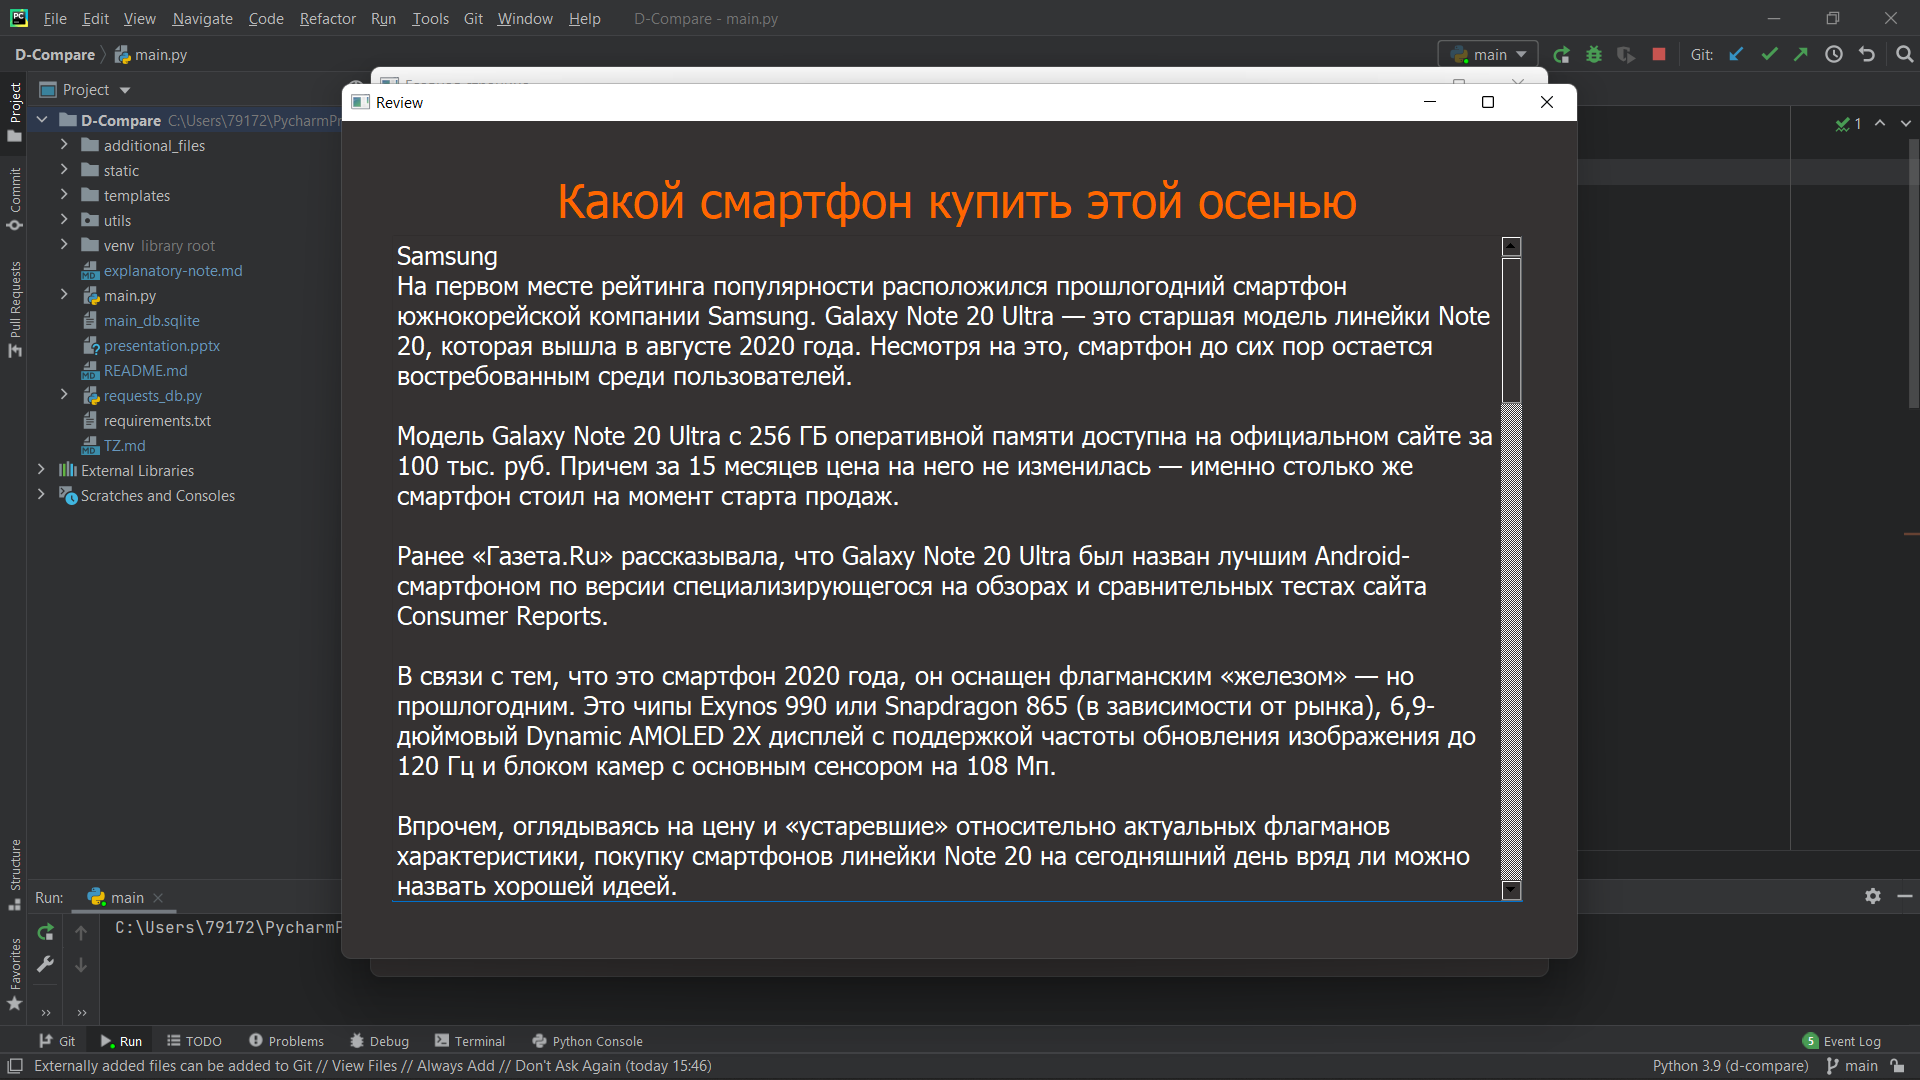 File Edit View Navigate Code Refactor Run Tools Git Window Help D-Compare - main.py
D-Compare main.py
main Git:
Project
Review
1
D-Compare C:\Users\79172\PycharmPr
additional_files
static
templates
utils
venv library root
explanatory-note.md
main.py
main_db.sqlite
presentation.pptx
README.md
requests_db.py
requirements.txt
TZ.md
External Libraries
Scratches and Consoles
Project
Commit
Pull Requests
Structure
Favorites
Какой смартфон купить этой осенью
Samsung
На первом месте рейтинга популярности расположился прошлогодний смартфон
южнокорейской компании Samsung. Galaxy Note 20 Ultra — это старшая модель линейки Note
20, которая вышла в августе 2020 года. Несмотря на это, смартфон до сих пор остается
востребованным среди пользователей.
Модель Galaxy Note 20 Ultra с 256 ГБ оперативной памяти доступна на официальном сайте за
100 тыс. руб. Причем за 15 месяцев цена на него не изменилась — именно столько же
смартфон стоил на момент старта продаж.
Ранее «Газета.Ru» рассказывала, что Galaxy Note 20 Ultra был назван лучшим Android-
смартфоном по версии специализирующегося на обзорах и сравнительных тестах сайта
Consumer Reports.
В связи с тем, что это смартфон 2020 года, он оснащен флагманским «железом» — но
прошлогодним. Это чипы Exynos 990 или Snapdragon 865 (в зависимости от рынка), 6,9-
дюймовый Dynamic AMOLED 2X дисплей с поддержкой частоты обновления изображения до
120 Гц и блоком камер с основным сенсором на 108 Мп.
Впрочем, оглядываясь на цену и «устаревшие» относительно актуальных флагманов
характеристики, покупку смартфонов линейки Note 20 на сегодняшний день вряд ли можно
назвать хорошей идеей.
Run: main
C:\Users\79172\PycharmP
Git Run TODO Problems Debug Terminal Python Console 5 Event Log
Externally added files can be added to Git // View Files // Always Add // Don't Ask Again (today 15:46) Python 3.9 (d-compare) main